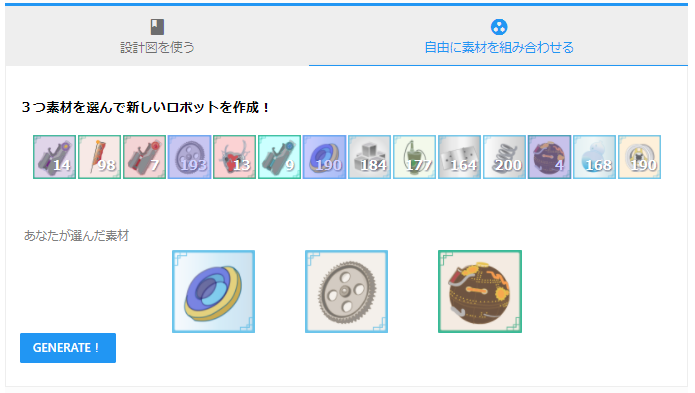 設計図を使う
自由に素材を組み合わせる
３つ素材を選んで新しいロボットを作成！
14 98 7 193 13 9 190 184 177 164 200 4 168 190
あなたが選んだ素材
GENERATE！